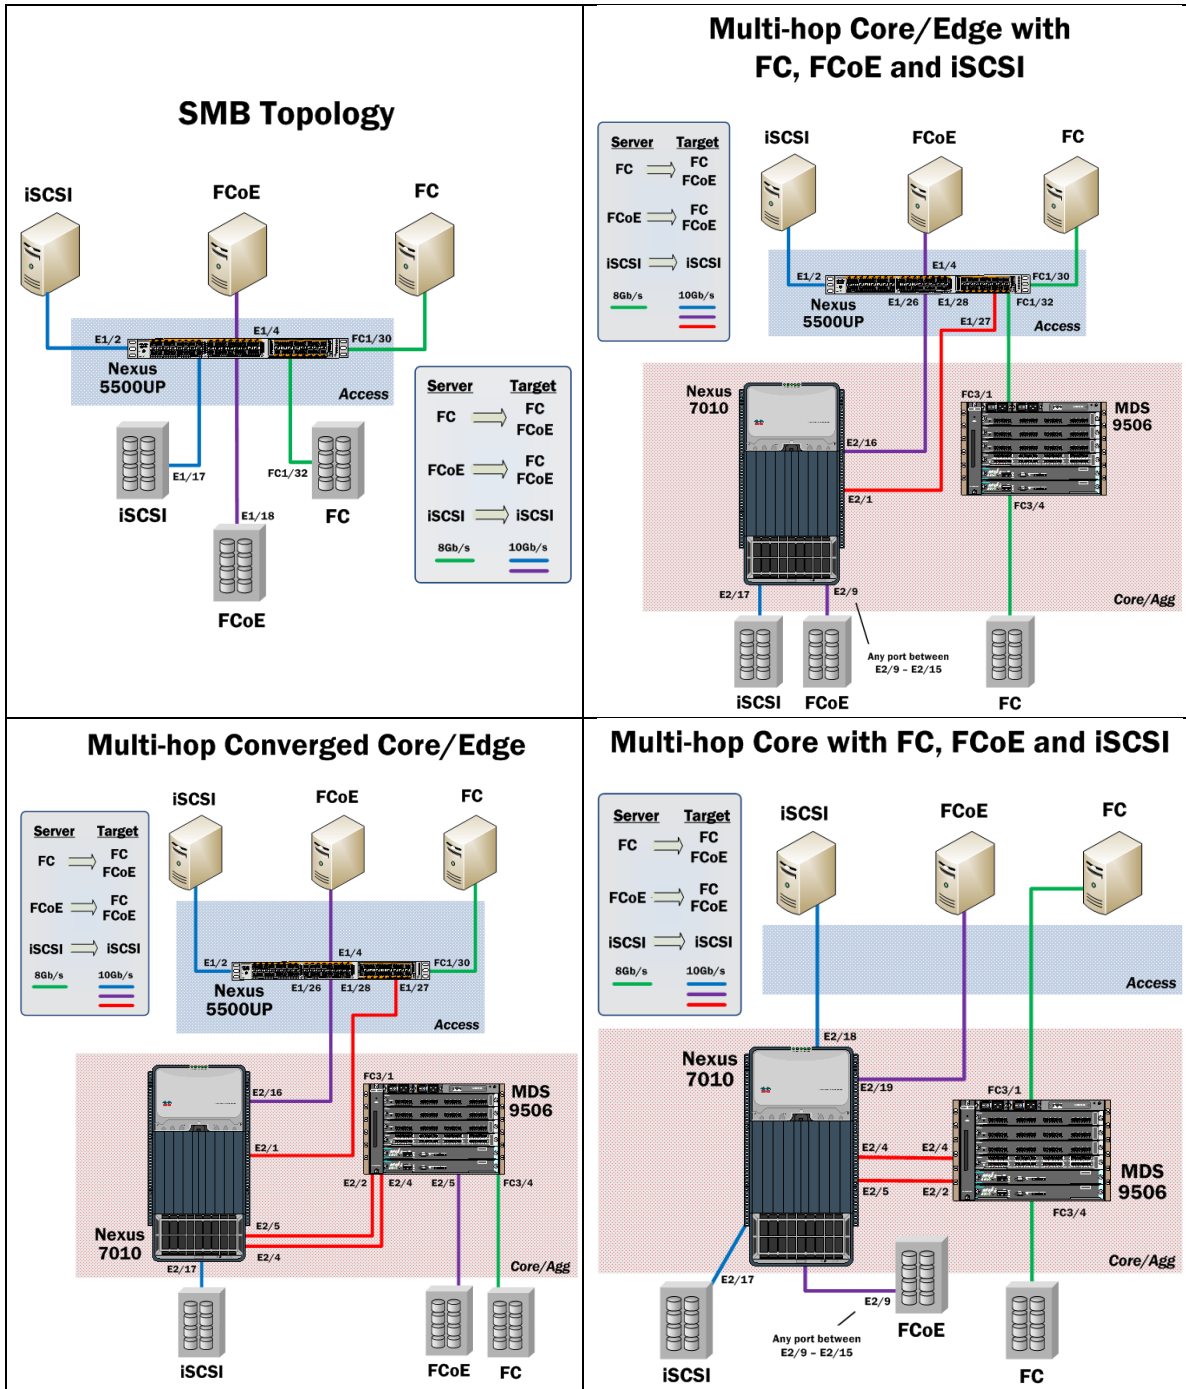 SMB Topology
iSCSI
FCoE
FC
E1/2
E1/4
FC1/30
Nexus
5500UP
Access
E1/17
FC1/32
iSCSI
E1/18
FC
FCoE
Server Target
FC FC
FCoE
FCoE FC
FCoE
iSCSI iSCSI
8Gb/s 10Gb/s
Multi-hop Core/Edge with
FC, FCoE and iSCSI
Server Target
FC FC
FCoE
FCoE FC
FCoE
iSCSI iSCSI
8Gb/s 10Gb/s
iSCSI
FCoE
FC
E1/2
E1/4
FC1/30
E1/26
E1/28
FC1/32
Nexus
5500UP
E1/27
Access
Nexus
7010
FC3/1
MDS
9506
E2/16
E2/1
FC3/4
E2/17
E2/9
Core/Agg
Any port between
E2/9 – E2/15
iSCSI
FCoE
FC
Multi-hop Converged Core/Edge
Server Target
FC FC
FCoE
FCoE FC
FCoE
iSCSI iSCSI
8Gb/s 10Gb/s
iSCSI
FCoE
FC
E1/4
E1/2
FC1/30
E1/26
E1/28
E1/27
Nexus
5500UP
Access
E2/16
FC3/1
MDS
9506
E2/1
E2/2
E2/4
E2/5
FC3/4
E2/5
E2/4
Nexus
7010
E2/17
Core/Agg
iSCSI
FCoE
FC
Multi-hop Core with FC, FCoE and iSCSI
Server Target
FC FC
FCoE
FCoE FC
FCoE
iSCSI iSCSI
8Gb/s 10Gb/s
iSCSI
FCoE
FC
Access
E2/18
Nexus
7010
E2/19
FC3/1
E2/4
E2/4
E2/5
E2/2
MDS
9506
FC3/4
Core/Agg
E2/17
E2/9
FCoE
Any port between
E2/9 – E2/15
iSCSI
FC